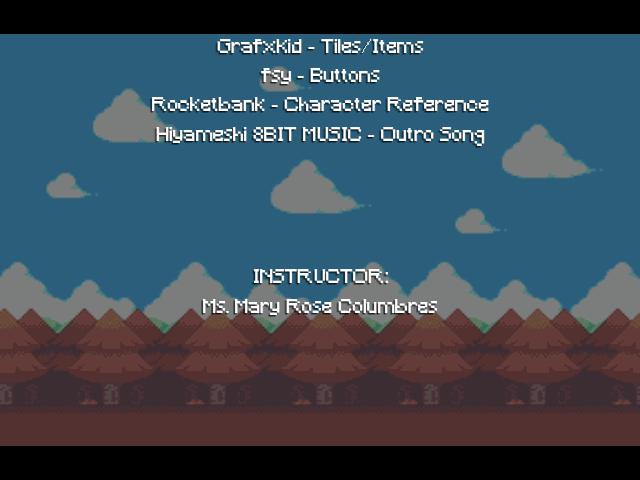 GrafxKid - Tiles/Items
fsy - Buttons
Rocketbank - Character Reference
Hiyameshi 8BIT MUSIC - Outro Song
INSTRUCTOR:
Ms. Mary Rose Columbres